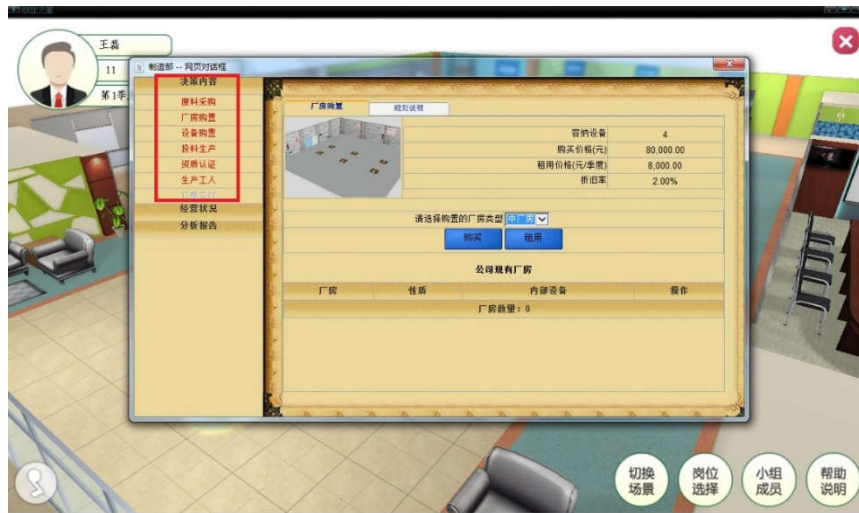 王磊
11
第1季
制造部 -- 网页对话框
决策内容
原料采购
厂房购置
设备购置
投料生产
资质认证
生产工人
订单交付
经营状况
分析报告
厂房购置 规则说明
容纳设备 4
购买价格(元) 80,000.00
租用价格(元/季度) 8,000.00
折旧率 2.00%
请选择购置的厂房类型 中厂房
购买 租用
公司现有厂房
厂房 性质 内部设备 操作
厂房数量：0
切换
场景
岗位
选择
小组
成员
帮助
说明